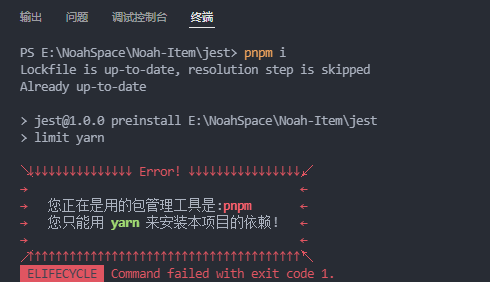 输出 问题 调试控制台 终端
PS E:\NoahSpace\Noah-Item\jest> pnpm i
Lockfile is up-to-date, resolution step is skipped
Already up-to-date
> jest@1.0.0 preinstall E:\NoahSpace\Noah-Item\jest
> limit yarn
↘↓↓↓↓↓↓↓↓↓↓↓↓↓↓↓ Error! ↓↓↓↓↓↓↓↓↓↓↓↓↓↓↓↓↙
→ ←
→ 您正在是用的包管理工具是:pnpm ←
→ 您只能用 yarn 来安装本项目的依赖! ←
→ ←
↗↑↑↑↑↑↑↑↑↑↑↑↑↑↑↑↑↑↑↑↑↑↑↑↑↑↑↑↑↑↑↑↑↑↑↑↑↑↑↑↖
ELIFECYCLE Command failed with exit code 1.